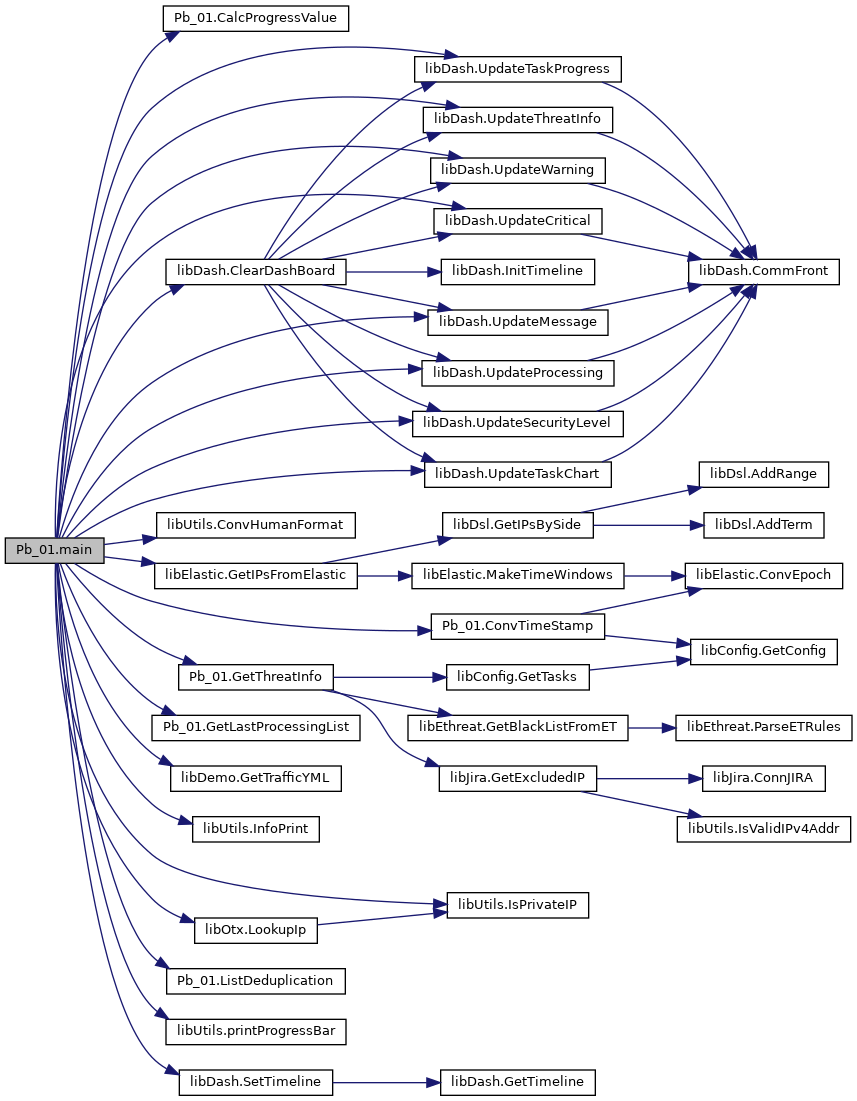 Pb_01.CalcProgressValue
libDash.UpdateTaskProgress
libDash.UpdateThreatInfo
libDash.UpdateWarning
libDash.UpdateCritical
libDash.ClearDashBoard
libDash.InitTimeline
libDash.CommFront
libDash.UpdateMessage
libDash.UpdateProcessing
libDash.UpdateSecurityLevel
libDash.UpdateTaskChart
libDsl.AddRange
libUtils.ConvHumanFormat
libDsl.GetIPsBySide
libDsl.AddTerm
Pb_01.main
libElastic.GetIPsFromElastic
libElastic.MakeTimeWindows
libElastic.ConvEpoch
Pb_01.ConvTimeStamp
libConfig.GetConfig
Pb_01.GetThreatInfo
libConfig.GetTasks
Pb_01.GetLastProcessingList
libEthreat.GetBlackListFromET
libEthreat.ParseETRules
libDemo.GetTrafficYML
libJira.GetExcludedIP
libJira.ConnJIRA
libUtils.InfoPrint
libUtils.IsValidIPv4Addr
libUtils.IsPrivateIP
libOtx.LookupIp
Pb_01.ListDeduplication
libUtils.printProgressBar
libDash.SetTimeline
libDash.GetTimeline